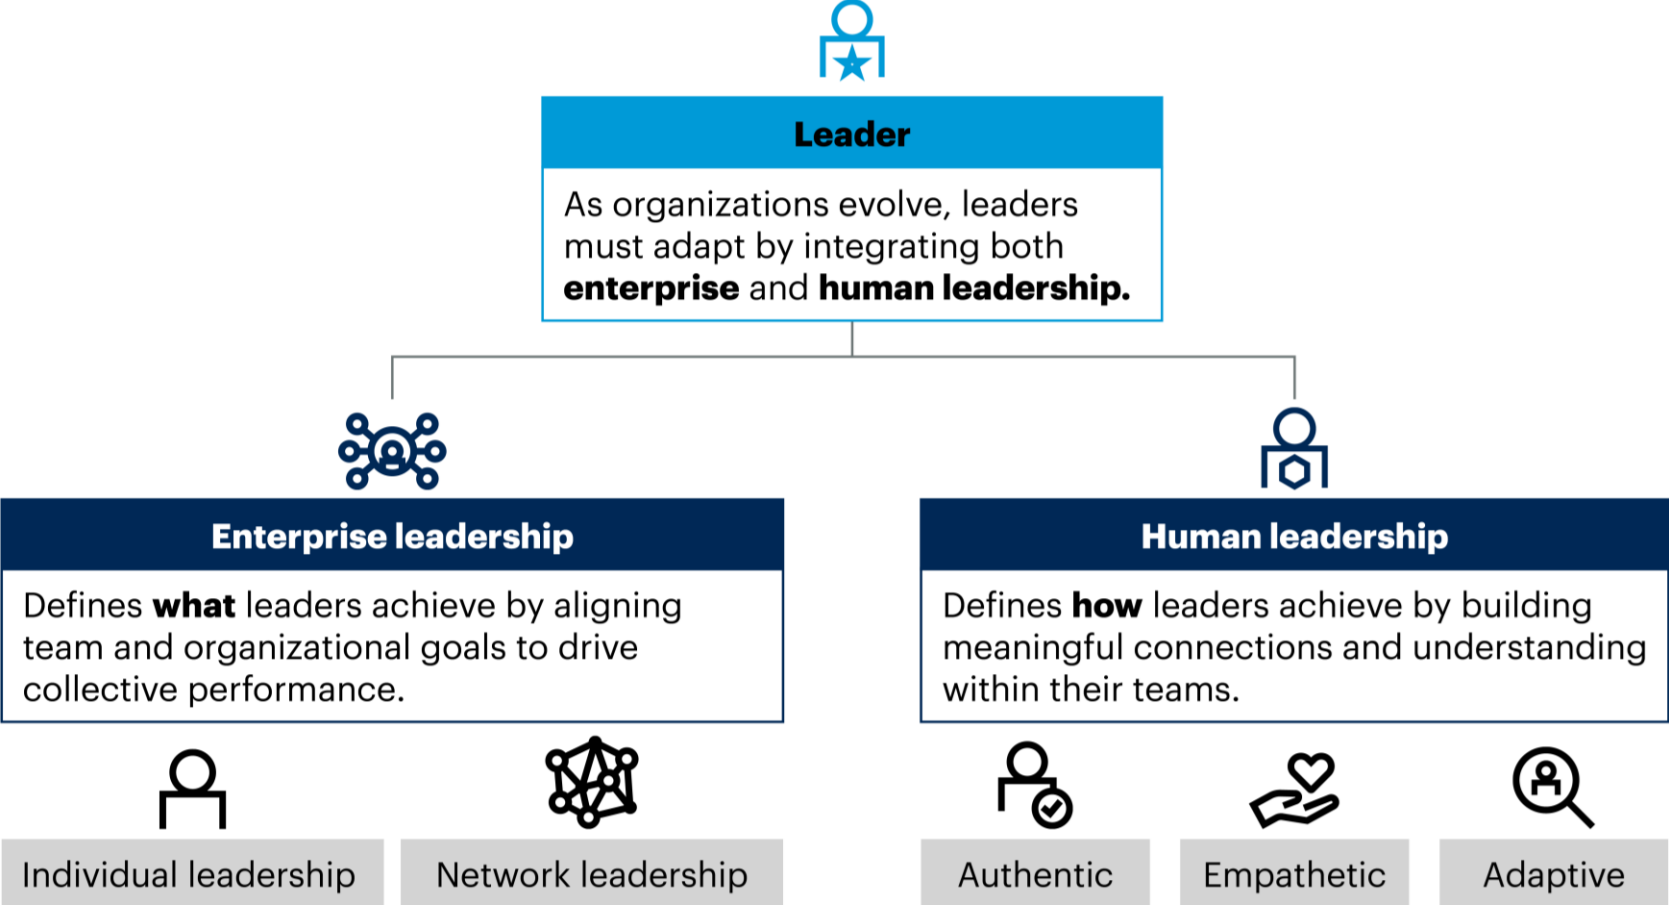 Leader
As organizations evolve, leaders
must adapt by integrating both
enterprise and human leadership.
Enterprise leadership
Defines what leaders achieve by aligning
team and organizational goals to drive
collective performance.
Individual leadership
Network leadership
Human leadership
Defines how leaders achieve by building
meaningful connections and understanding
within their teams.
Authentic
Empathetic
Adaptive